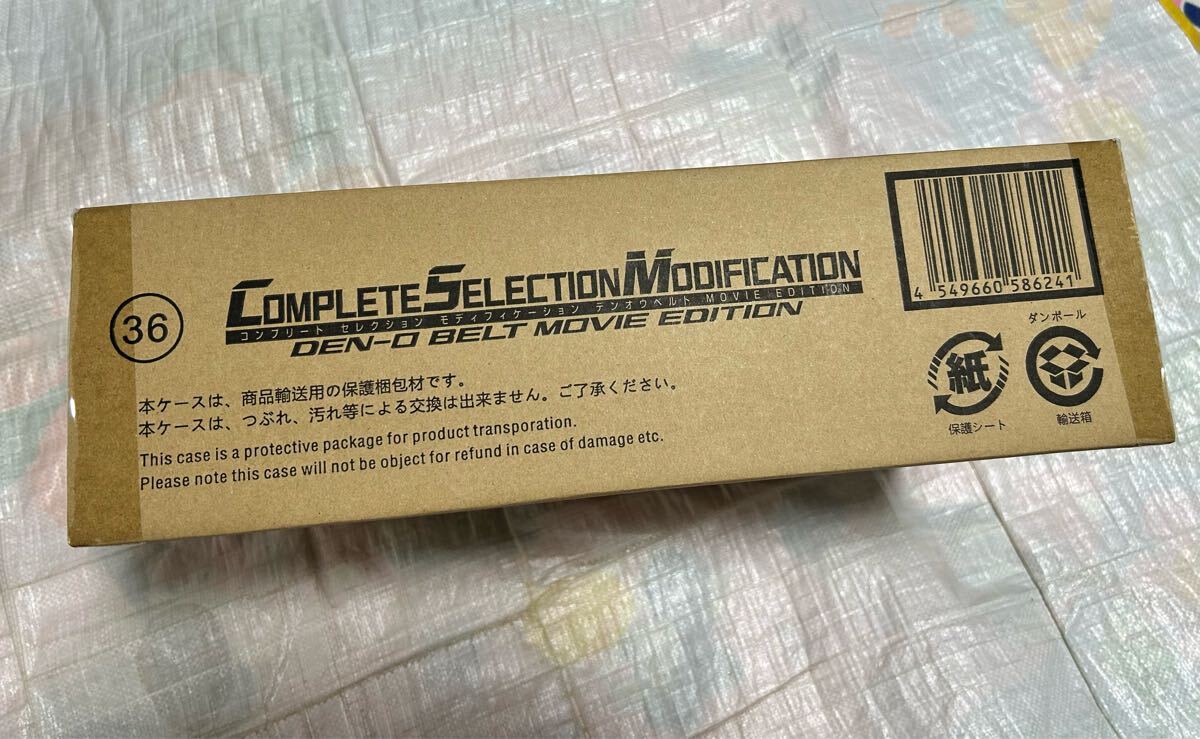 36
COMPLETE SELECTION MODIFICATION
コンプリート セレクション モディフィケーション デンオウベルト MOVIE EDITION
DEN-O BELT MOVIE EDITION
本ケースは、商品輸送用の保護梱包材です。
本ケースは、つぶれ、汚れ等による交換は出来ません。ご了承ください。
This case is a protective package for product transporation.
Please note this case will not be object for refund in case of damage etc.
4 549660 586241
紙
保護シート
ダンボール
輸送箱